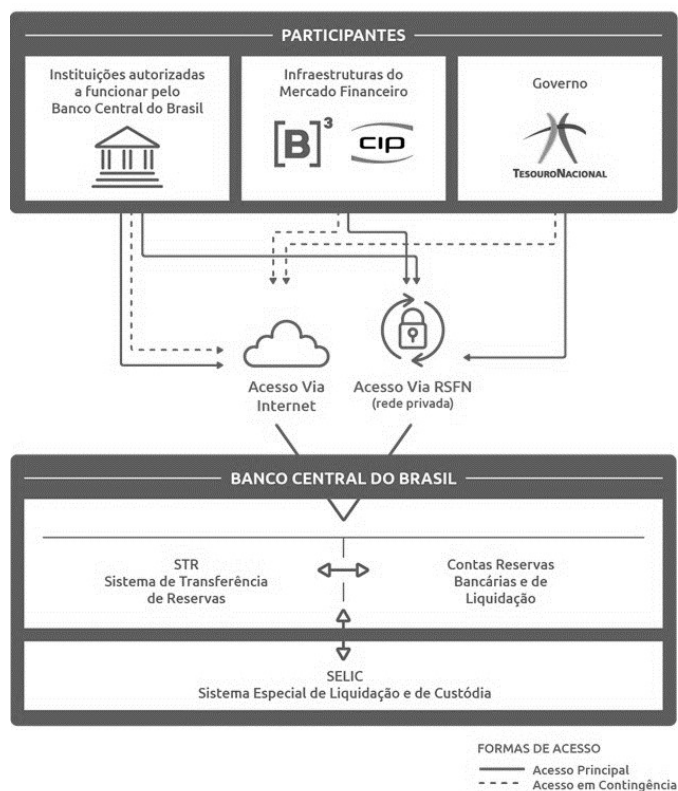 PARTICIPANTES
Instituições autorizadas
a funcionar pelo
Banco Central do Brasil
Infraestruturas do
Mercado Financeiro
[B]³
CIP
Governo
TESOURONACIONAL
Acesso Via
Internet
Acesso Via RSFN
(rede privada)
BANCO CENTRAL DO BRASIL
STR
Sistema de Transferência
de Reservas
Contas Reservas
Bancárias e de
Liquidação
SELIC
Sistema Especial de Liquidação e de Custódia
FORMAS DE ACESSO
Acesso Principal
Acesso em Contingência